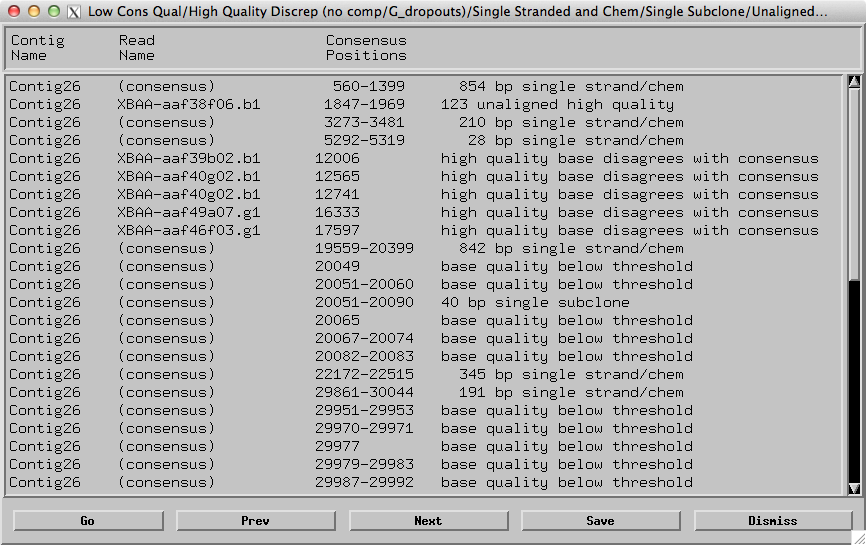 Low Cons Qual/High Quality Discrep (no comp/G_dropouts)/Single Stranded and Chem/Single Subclone/Unaligned...
Contig Read Consensus
Name Name Positions
Contig26 (consensus) 560-1399 854 bp single strand/chem
Contig26 XBAA-aaf38f06.b1 1847-1969 123 unaligned high quality
Contig26 (consensus) 3273-3481 210 bp single strand/chem
Contig26 (consensus) 5292-5319 28 bp single strand/chem
Contig26 XBAA-aaf39b02.b1 12006 high quality base disagrees with consensus
Contig26 XBAA-aaf40g02.b1 12565 high quality base disagrees with consensus
Contig26 XBAA-aaf40g02.b1 12741 high quality base disagrees with consensus
Contig26 XBAA-aaf49a07.g1 16333 high quality base disagrees with consensus
Contig26 XBAA-aaf46f03.g1 17597 high quality base disagrees with consensus
Contig26 (consensus) 19559-20399 842 bp single strand/chem
Contig26 (consensus) 20049 base quality below threshold
Contig26 (consensus) 20051-20060 base quality below threshold
Contig26 (consensus) 20051-20090 40 bp single subclone
Contig26 (consensus) 20065 base quality below threshold
Contig26 (consensus) 20067-20074 base quality below threshold
Contig26 (consensus) 20082-20083 base quality below threshold
Contig26 (consensus) 22172-22515 345 bp single strand/chem
Contig26 (consensus) 29861-30044 191 bp single strand/chem
Contig26 (consensus) 29951-29953 base quality below threshold
Contig26 (consensus) 29970-29971 base quality below threshold
Contig26 (consensus) 29977 base quality below threshold
Contig26 (consensus) 29979-29983 base quality below threshold
Contig26 (consensus) 29987-29992 base quality below threshold
Go Prev Next Save Dismiss